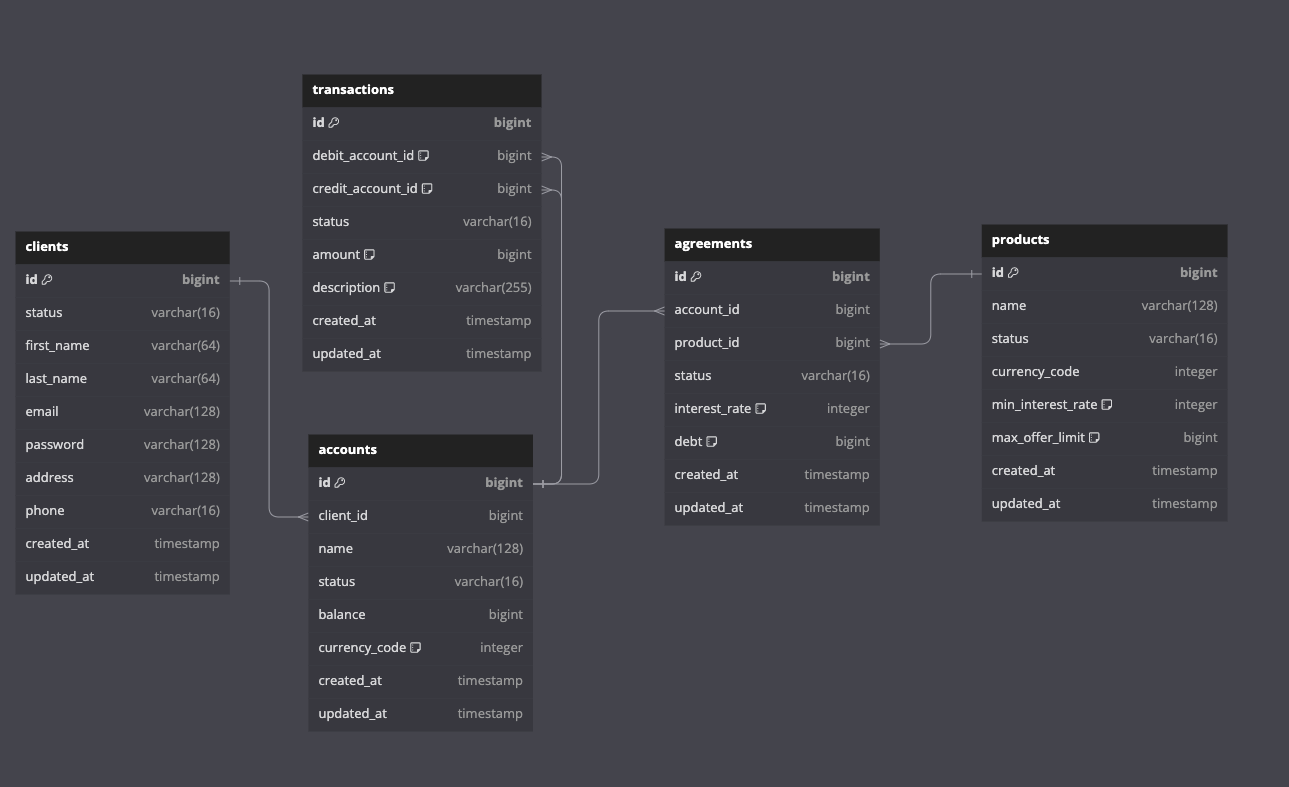 transactions
id bigint
debit_account_id bigint
credit_account_id bigint
status varchar(16)
amount bigint
description varchar(255)
created_at timestamp
updated_at timestamp
clients
id bigint
status varchar(16)
first_name varchar(64)
last_name varchar(64)
email varchar(128)
password varchar(128)
address varchar(128)
phone varchar(16)
created_at timestamp
updated_at timestamp
accounts
id bigint
client_id bigint
name varchar(128)
status varchar(16)
balance bigint
currency_code integer
created_at timestamp
updated_at timestamp
agreements
id bigint
account_id bigint
product_id bigint
status varchar(16)
interest_rate integer
debt bigint
created_at timestamp
updated_at timestamp
products
id bigint
name varchar(128)
status varchar(16)
currency_code integer
min_interest_rate integer
max_offer_limit bigint
created_at timestamp
updated_at timestamp